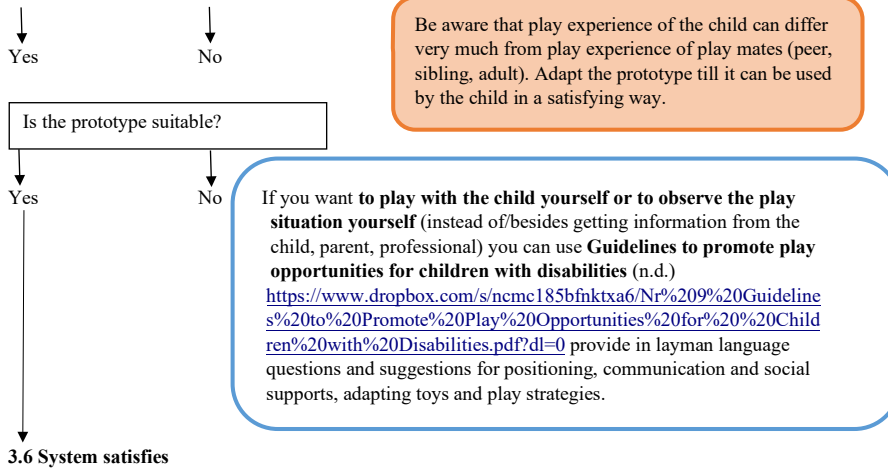 Be aware that play experience of the child can differ
very much from play experience of play mates (peer,
sibling, adult). Adapt the prototype till it can be used
by the child in a satisfying way.
Yes No
Is the prototype suitable?
Yes No
If you want to play with the child yourself or to observe the play
situation yourself (instead of/besides getting information from the
child, parent, professional) you can use Guidelines to promote play
opportunities for children with disabilities (n.d.)
https://www.dropbox.com/s/ncmc185bfnktxa6/Nr%209%20Guideline
s%20to%20Promote%20Play%20Opportunities%20for%20%20Child
ren%20with%20Disabilities.pdf?dl=0 provide in layman language
questions and suggestions for positioning, communication and social
supports, adapting toys and play strategies.
3.6 System satisfies